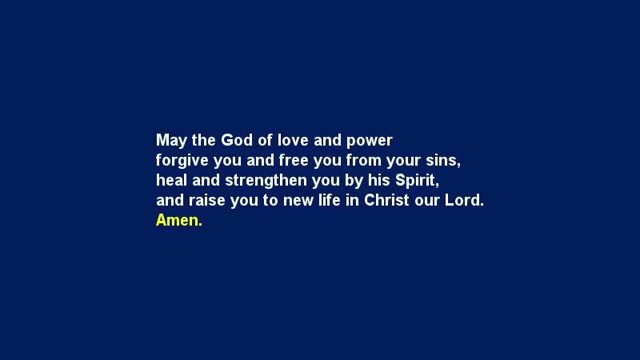 May the God of love and power
forgive you and free you from your sins,
heal and strengthen you by his Spirit,
and raise you to new life in Christ our Lord.
Amen.